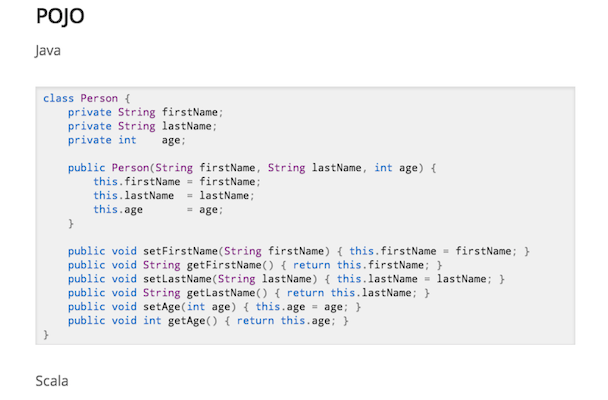 POJO
Java
class Person {
    private String firstName;
    private String lastName;
    private int    age;

    public Person(String firstName, String lastName, int age) {
        this.firstName = firstName;
        this.lastName  = lastName;
        this.age       = age;
    }

    public void setFirstName(String firstName) { this.firstName = firstName; }
    public void String getFirstName() { return this.firstName; }
    public void setLastName(String lastName) { this.lastName = lastName; }
    public void String getLastName() { return this.lastName; }
    public void setAge(int age) { this.age = age; }
    public void int getAge() { return this.age; }
}
Scala